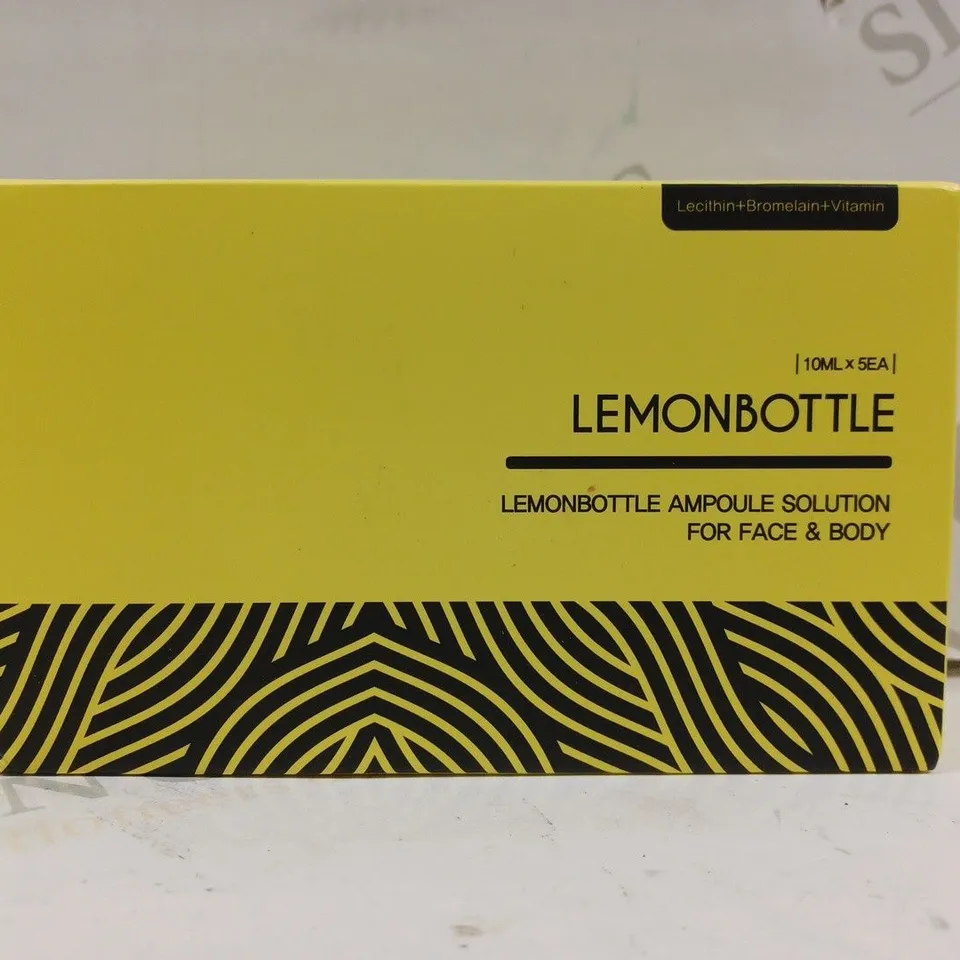 Lecithin+Bromelain+Vitamin
|10ML x 5EA|
LEMONBOTTLE
LEMONBOTTLE AMPOULE SOLUTION
FOR FACE & BODY